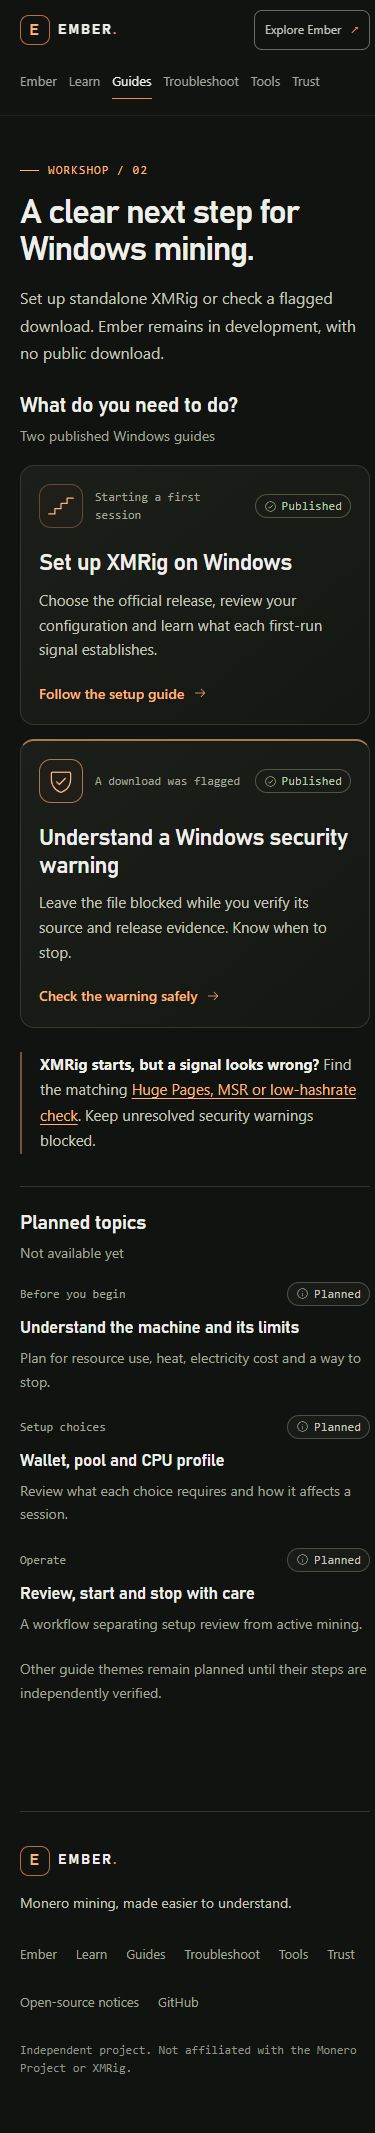 E EMBER.
Explore Ember ↗
Ember Learn Guides Troubleshoot Tools Trust
WORKSHOP / 02
A clear next step for
Windows mining.
Set up standalone XMRig or check a flagged
download. Ember remains in development, with
no public download.
What do you need to do?
Two published Windows guides
Starting a first
session
Published
Set up XMRig on Windows
Choose the official release, review your
configuration and learn what each first-run
signal establishes.
Follow the setup guide →
A download was flagged
Published
Understand a Windows security
warning
Leave the file blocked while you verify its
source and release evidence. Know when to
stop.
Check the warning safely →
XMRig starts, but a signal looks wrong? Find
the matching Huge Pages, MSR or low-hashrate
check. Keep unresolved security warnings
blocked.
Planned topics
Not available yet
Before you begin
Planned
Understand the machine and its limits
Plan for resource use, heat, electricity cost and a way to
stop.
Setup choices
Planned
Wallet, pool and CPU profile
Review what each choice requires and how it affects a
session.
Operate
Planned
Review, start and stop with care
A workflow separating setup review from active mining.
Other guide themes remain planned until their steps are
independently verified.
E EMBER.
Monero mining, made easier to understand.
Ember Learn Guides Troubleshoot Tools Trust
Open-source notices GitHub
Independent project. Not affiliated with the Monero
Project or XMRig.